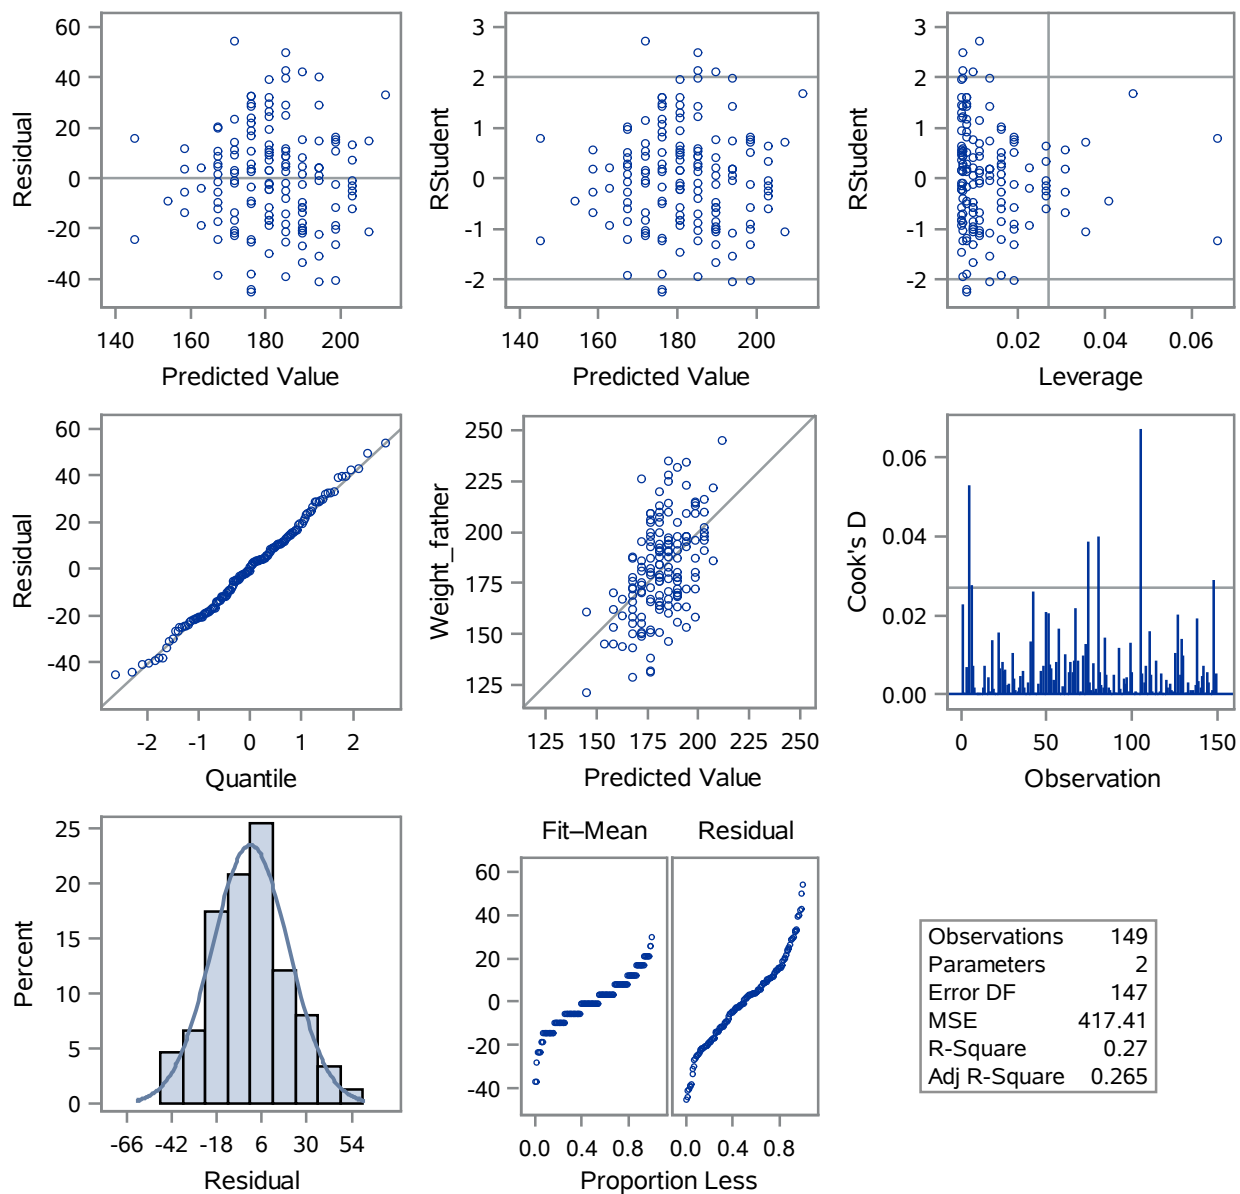 60
40
20
0
-20
-40
Residual
140 160 180 200
Predicted Value
3
2
1
0
-1
-2
RStudent
140 160 180 200
Predicted Value
3
2
1
0
-1
-2
RStudent
0.02 0.04 0.06
Leverage
60
40
20
0
-20
-40
Residual
-2 -1 0 1 2
Quantile
250
225
200
175
150
125
Weight_father
125 150 175 200 225 250
Predicted Value
0.06
0.04
0.02
0.00
Cook's D
0 50 100 150
Observation
25
20
15
10
5
0
Percent
-66 -42 -18 6 30 54
Residual
Fit–Mean Residual
60
40
20
0
-20
-40
0.0 0.4 0.8 0.0 0.4 0.8
Proportion Less
Observations 149
Parameters 2
Error DF 147
MSE 417.41
R-Square 0.27
Adj R-Square 0.265